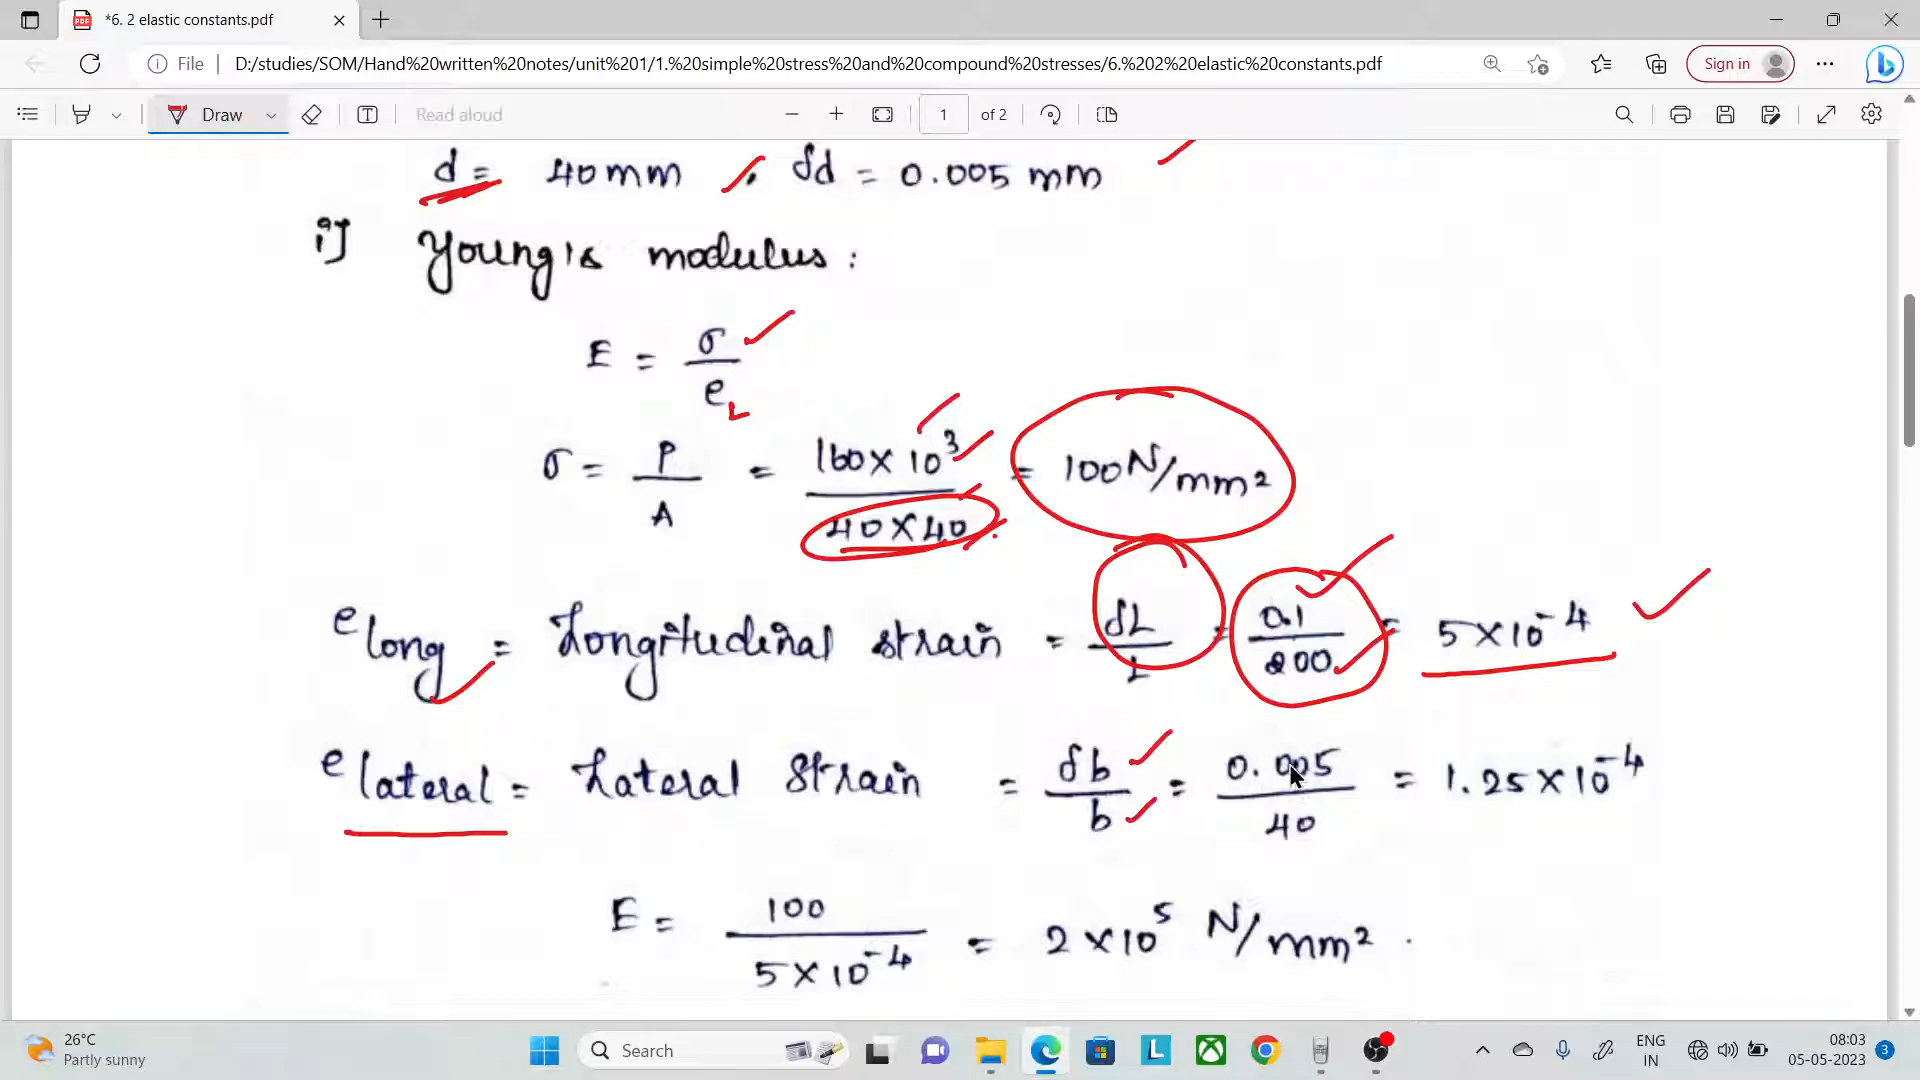 *6. 2 elastic constants.pdf
File
D:/studies/SOM/Hand%20written%20notes/unit%201/1.%20simple%20stress%20and%20compound%20stresses/6.%202%20elastic%20constants.pdf
Sign in
Draw
Read aloud
1 of 2
d = 40 mm , δd = 0.005 mm
i] Young's modulus :
E = σ / e
σ = P / A = 160 × 10³ / 40 × 40 = 100 N/mm²
e long = Longitudinal strain = δL / L = 0.1 / 200 = 5 × 10⁻⁴
e lateral = Lateral strain = δb / b = 0.005 / 40 = 1.25 × 10⁻⁴
E = 100 / 5 × 10⁻⁴ = 2 × 10⁵ N/mm² .
26°C
Partly sunny
Search
ENG
IN
08:03
05-05-2023
3